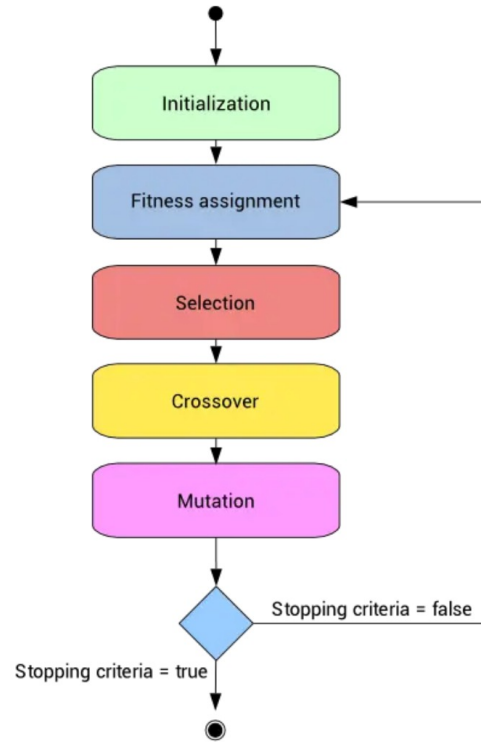 Initialization
Fitness assignment
Selection
Crossover
Mutation
Stopping criteria = false
Stopping criteria = true